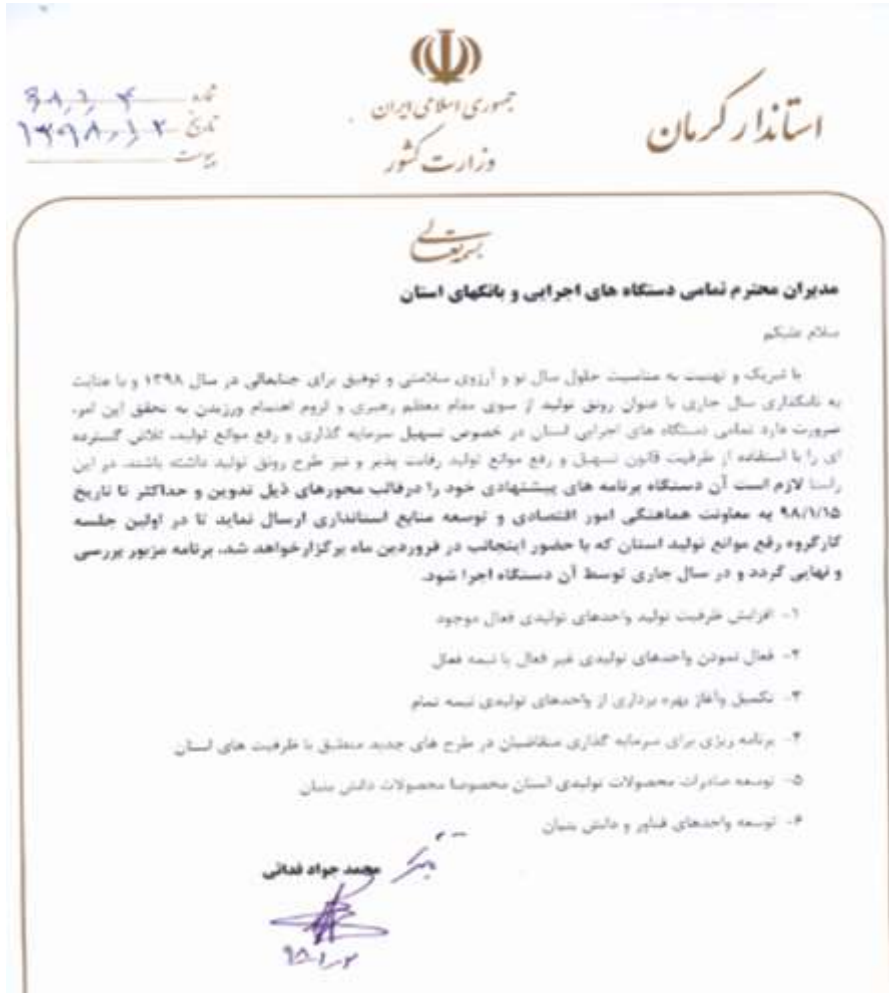 جمهوری اسلامی ایران
وزارت کشور
استاندار کرمان
شماره ۹۸,۱,۴
تاریخ ۱۳۹۸,۱,۲
پیوست
بسمه تعالی
مدیران محترم تمامی دستگاه های اجرایی و بانکهای استان
سلام علیکم
با تبریک و تهنیت به مناسبت حلول سال نو و آرزوی سلامتی و توفیق برای جنابعالی در سال ۱۳۹۸ و با عنایت
به نامگذاری سال جاری با عنوان رونق تولید از سوی مقام معظم رهبری و لزوم اهتمام ورزیدن به تحقق این امر،
ضرورت دارد تمامی دستگاه های اجرایی استان در خصوص تسهیل سرمایه گذاری و رفع موانع تولید، تلاش گسترده
ای را با استفاده از ظرفیت قانون تسهیل و رفع موانع تولید رقابت پذیر و نیز طرح رونق تولید داشته باشند. در این
راستا لازم است آن دستگاه برنامه های پیشنهادی خود را درقالب محورهای ذیل تدوین و حداکثر تا تاریخ
۹۸/۱/۱۵ به معاونت هماهنگی امور اقتصادی و توسعه منابع استانداری ارسال نماید تا در اولین جلسه
کارگروه رفع موانع تولید استان که با حضور اینجانب در فروردین ماه برگزارخواهد شد، برنامه مزبور بررسی
و نهایی گردد و در سال جاری توسط آن دستگاه اجرا شود.
۱- افزایش ظرفیت تولید واحدهای تولیدی فعال موجود
۲- فعال نمودن واحدهای تولیدی غیر فعال یا نیمه فعال
۳- تکمیل وآغاز بهره برداری از واحدهای تولیدی نیمه تمام
۴- برنامه ریزی برای سرمایه گذاری متقاضیان در طرح های جدید منطبق با ظرفیت های استان
۵- توسعه صادرات محصولات تولیدی استان مخصوصا محصولات دانش بنیان
۶- توسعه واحدهای فناور و دانش بنیان
محمد جواد فدائی
۹۸,۱,۲